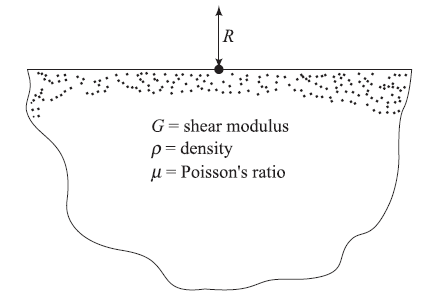 R
G = shear modulus
ρ = density
μ = Poisson's ratio